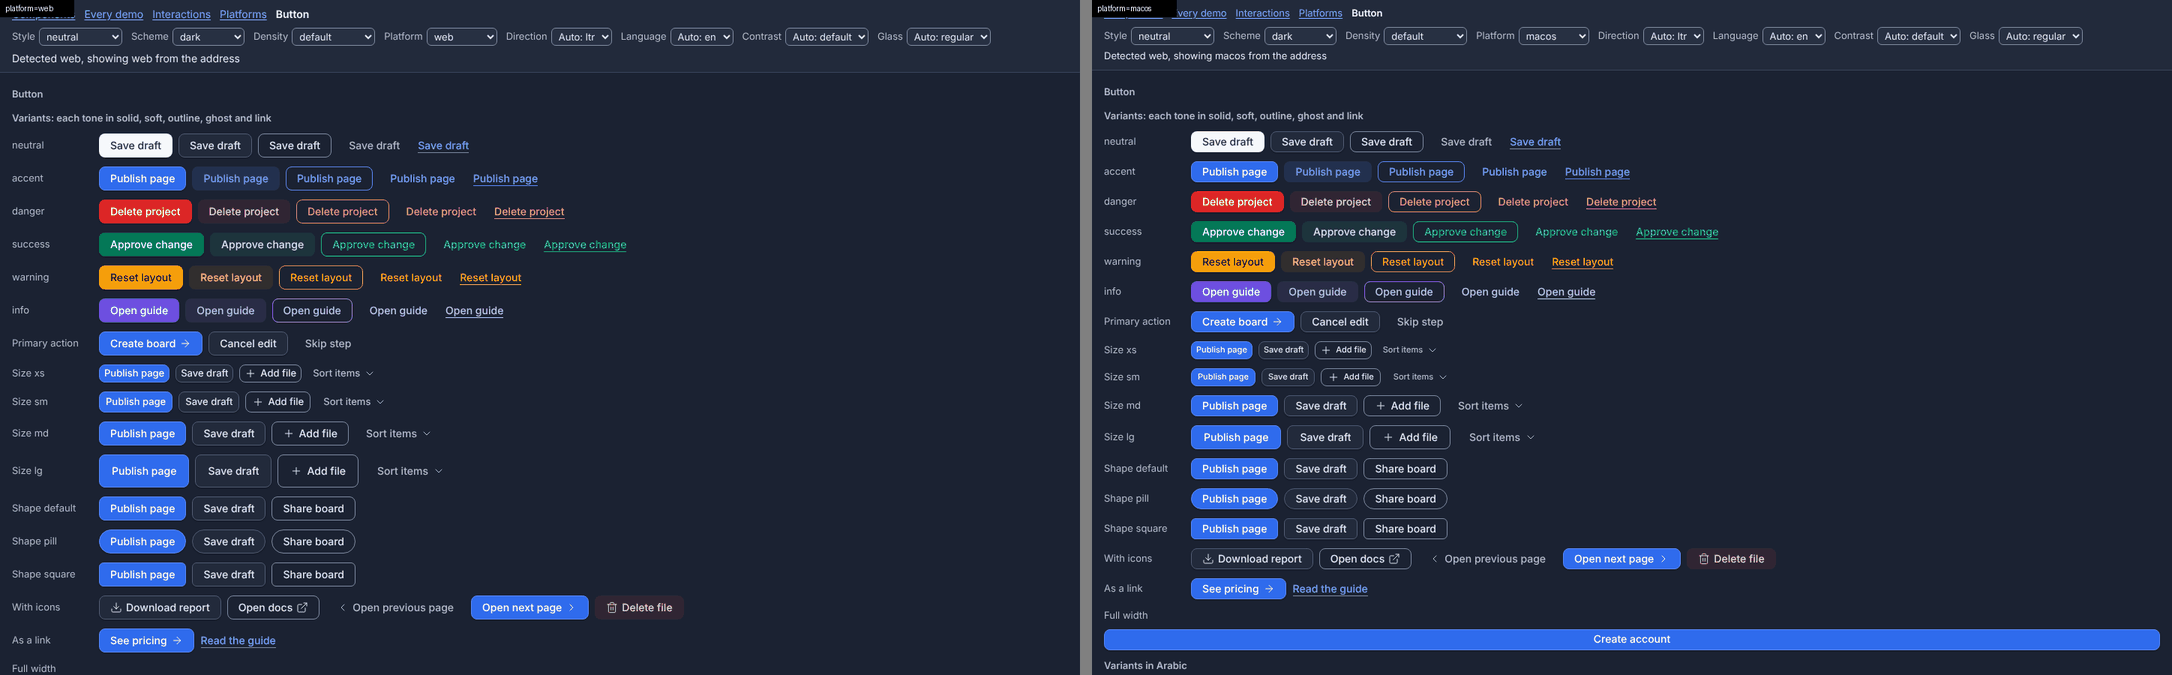 platform=web
Every demo Interactions Platforms Button
Style neutral Scheme dark Density default Platform web Direction Auto: ltr Language Auto: en Contrast Auto: default Glass Auto: regular
Detected web, showing web from the address
Button
Variants: each tone in solid, soft, outline, ghost and link
neutral Save draft Save draft Save draft Save draft Save draft
accent Publish page Publish page Publish page Publish page Publish page
danger Delete project Delete project Delete project Delete project Delete project
success Approve change Approve change Approve change Approve change Approve change
warning Reset layout Reset layout Reset layout Reset layout Reset layout
info Open guide Open guide Open guide Open guide Open guide
Primary action Create board → Cancel edit Skip step
Size xs Publish page Save draft + Add file Sort items
Size sm Publish page Save draft + Add file Sort items
Size md Publish page Save draft + Add file Sort items
Size lg Publish page Save draft + Add file Sort items
Shape default Publish page Save draft Share board
Shape pill Publish page Save draft Share board
Shape square Publish page Save draft Share board
With icons Download report Open docs Open previous page Open next page Delete file
As a link See pricing → Read the guide
Full width
platform=macos
Every demo Interactions Platforms Button
Style neutral Scheme dark Density default Platform macos Direction Auto: ltr Language Auto: en Contrast Auto: default Glass Auto: regular
Detected web, showing macos from the address
Button
Variants: each tone in solid, soft, outline, ghost and link
neutral Save draft Save draft Save draft Save draft Save draft
accent Publish page Publish page Publish page Publish page Publish page
danger Delete project Delete project Delete project Delete project Delete project
success Approve change Approve change Approve change Approve change Approve change
warning Reset layout Reset layout Reset layout Reset layout Reset layout
info Open guide Open guide Open guide Open guide Open guide
Primary action Create board → Cancel edit Skip step
Size xs Publish page Save draft + Add file Sort items
Size sm Publish page Save draft + Add file Sort items
Size md Publish page Save draft + Add file Sort items
Size lg Publish page Save draft + Add file Sort items
Shape default Publish page Save draft Share board
Shape pill Publish page Save draft Share board
Shape square Publish page Save draft Share board
With icons Download report Open docs Open previous page Open next page Delete file
As a link See pricing → Read the guide
Full width
Create account
Variants in Arabic